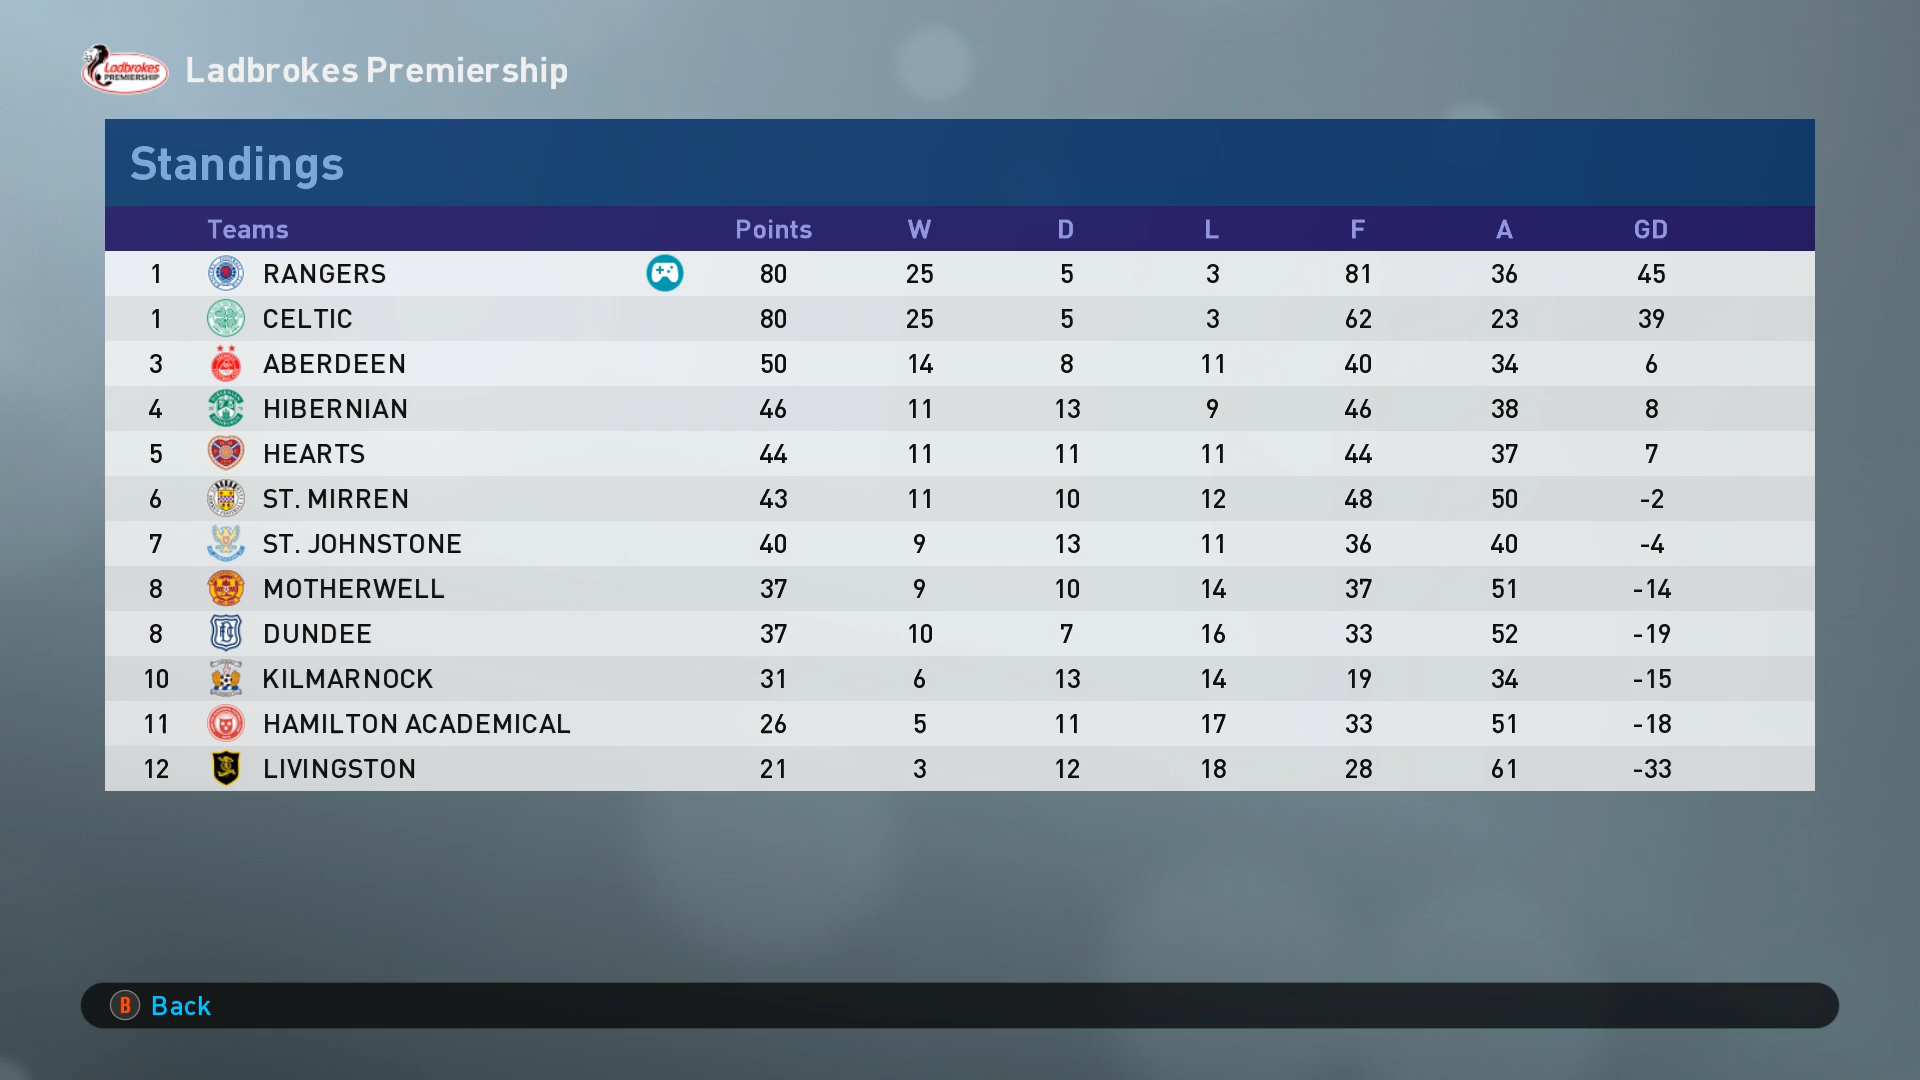 Ladbrokes PREMIERSHIP Ladbrokes Premiership
Standings
Teams Points W D L F A GD
1 RANGERS 80 25 5 3 81 36 45
1 CELTIC 80 25 5 3 62 23 39
3 ABERDEEN 50 14 8 11 40 34 6
4 HIBERNIAN 46 11 13 9 46 38 8
5 HEARTS 44 11 11 11 44 37 7
6 ST. MIRREN 43 11 10 12 48 50 -2
7 ST. JOHNSTONE 40 9 13 11 36 40 -4
8 MOTHERWELL 37 9 10 14 37 51 -14
8 DUNDEE 37 10 7 16 33 52 -19
10 KILMARNOCK 31 6 13 14 19 34 -15
11 HAMILTON ACADEMICAL 26 5 11 17 33 51 -18
12 LIVINGSTON 21 3 12 18 28 61 -33
B Back